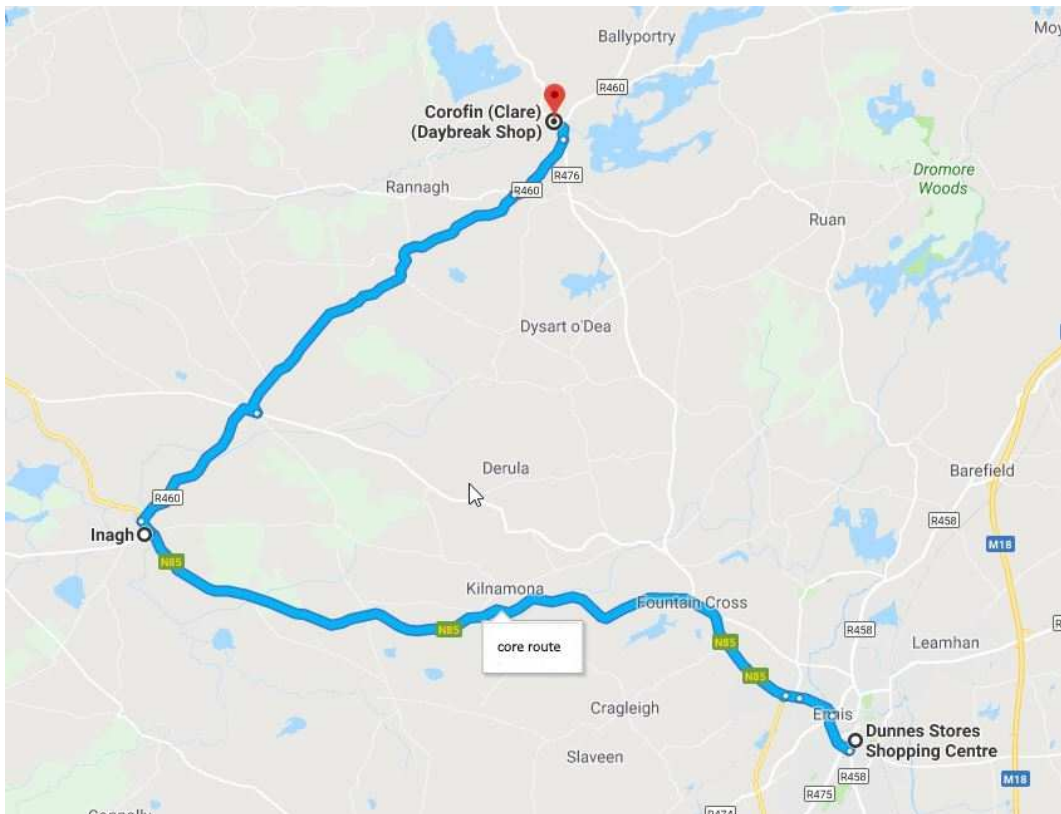 Ballyportry
Moy
R460
Corofin (Clare)
(Daybreak Shop)
R476
R460
Rannagh
Dromore
Woods
Ruan
Dysart o'Dea
Derula
Barefield
R460
R458
Inagh
M18
N85
Kilnamona
Fountain Cross
N85
R458
Leamhan
core route
N85
N85
Cragleigh
Ennis
Dunnes Stores
Shopping Centre
Slaveen
R458
M18
R475
R474
Connolly